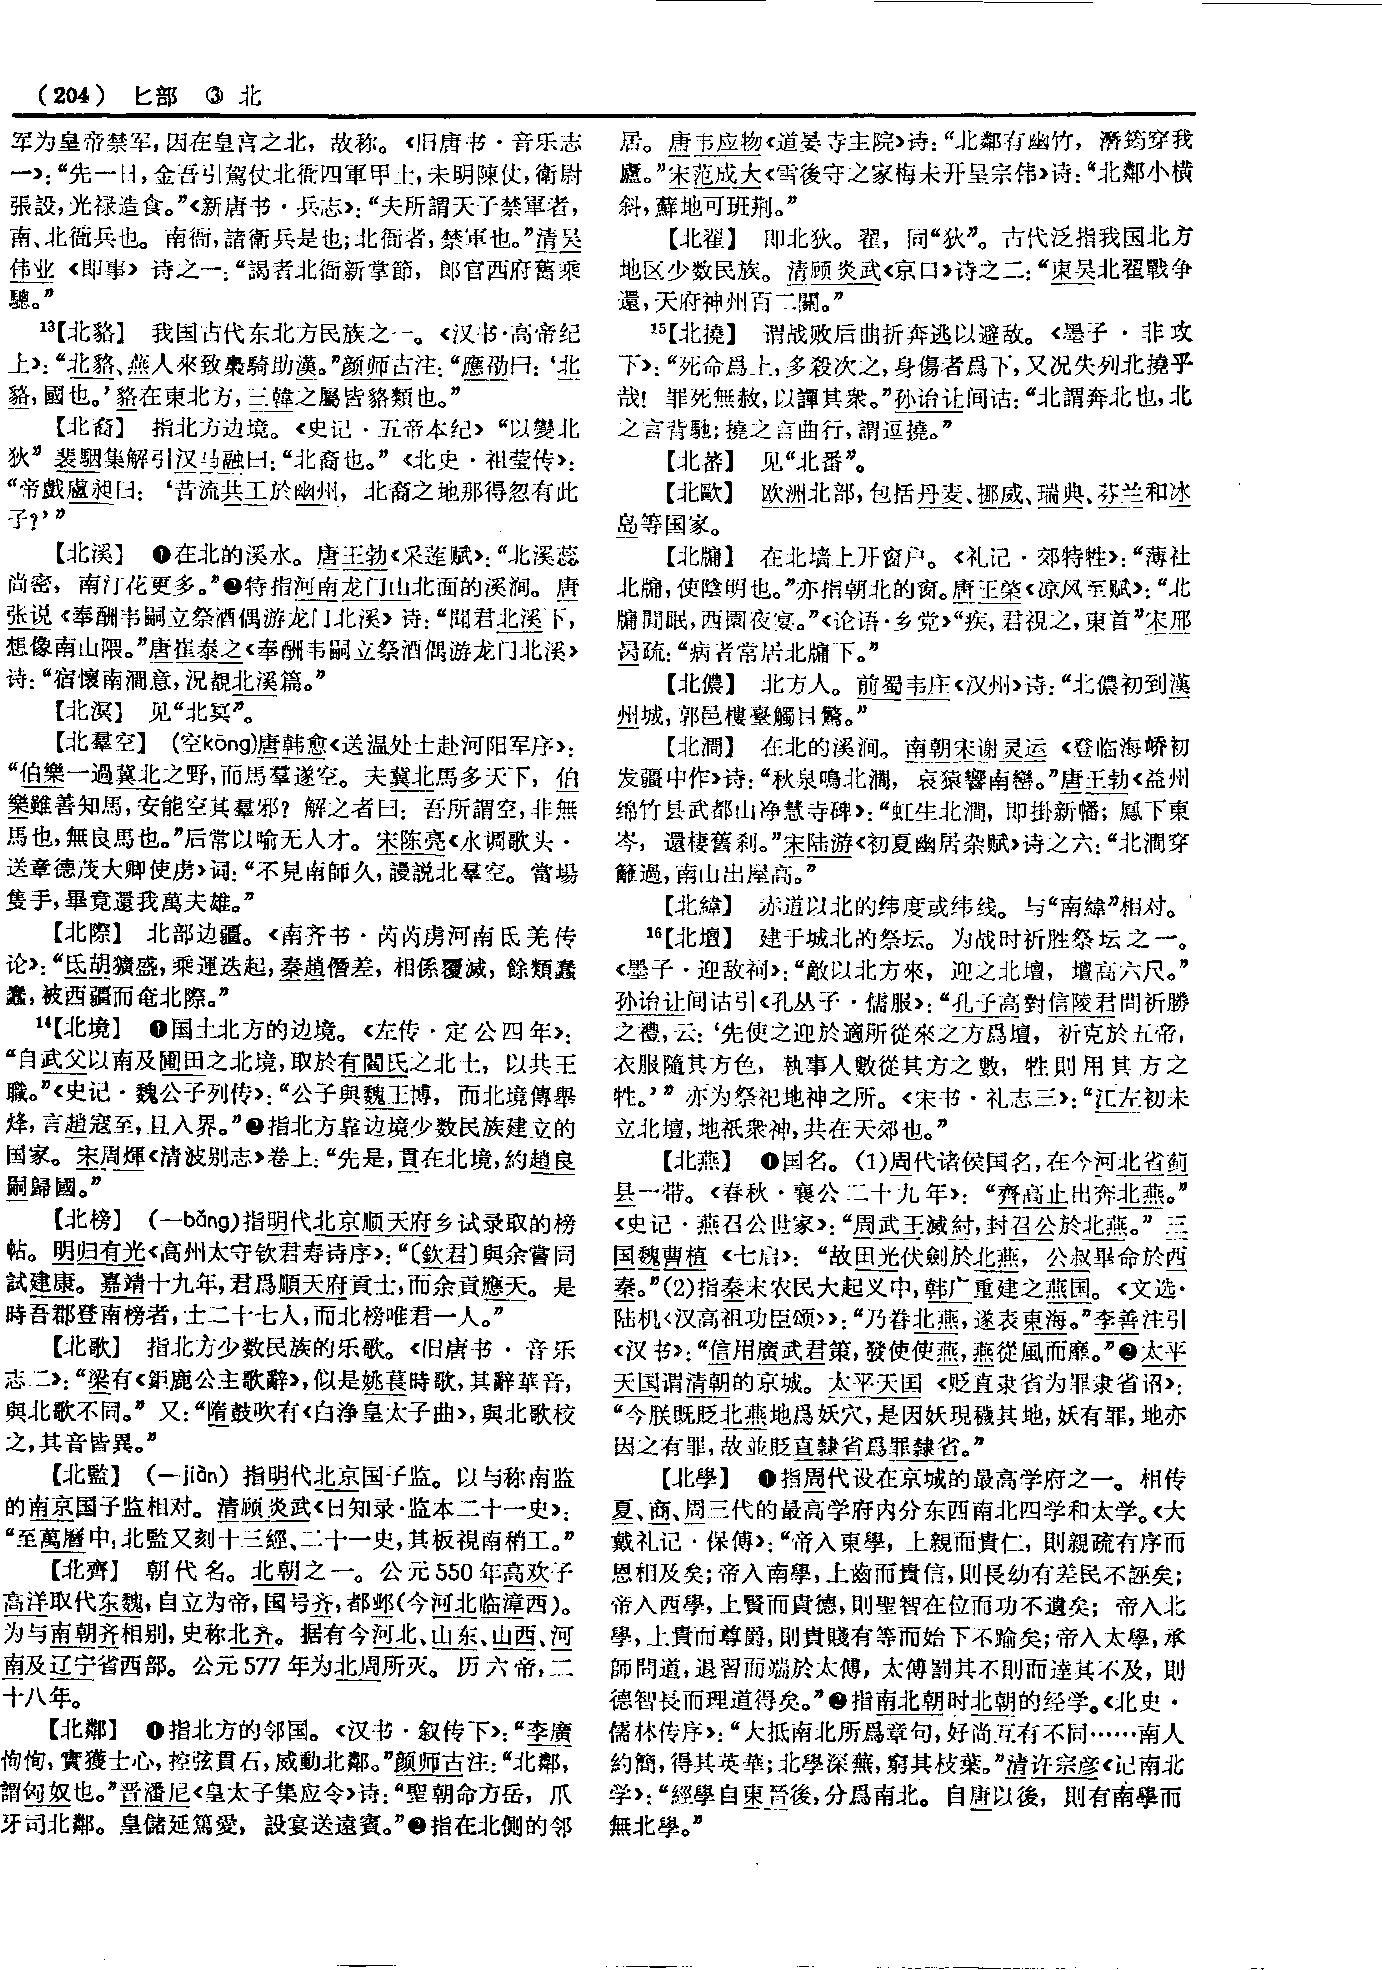 (204) 匕部 ③ 北
军为皇帝禁军,因在皇宫之北，故称。《旧唐书·音乐志
一》:“先一日,金吾引駕仗北衙四軍甲士,未明陳仗,衛尉
張設,光禄造食。”《新唐书·兵志》:“夫所謂天子禁軍者,
南、北衙兵也。南衙,諸衛兵是也;北衙者,禁軍也。”清吴
伟业《即事》诗之一:“謁者北衙新掌節，郎官西府舊乘
驄。”
13【北貉】 我国古代东北方民族之一。《汉书·高帝纪
上》:“北貉、燕人來致梟騎助漢。”颜师古注:“應劭曰:‘北
貉,國也。’貉在東北方,三韓之屬皆貉類也。”
【北裔】 指北方边境。《史记·五帝本纪》“以變北
狄”裴駰集解引汉马融曰:“北裔也。”《北史·祖莹传》:
“帝戲盧昶曰:‘昔流共工於幽州，北裔之地那得忽有此
子?’”
【北溪】 ❶在北的溪水。唐王勃《采莲赋》:“北溪蕊
尚密，南汀花更多。”❷特指河南龙门山北面的溪涧。唐
张说《奉酬韦嗣立祭酒偶游龙门北溪》诗:“聞君北溪下，
想像南山隈。”唐崔泰之《奉酬韦嗣立祭酒偶游龙门北溪》
诗:“宿懷南澗意,況覩北溪篇。”
【北溟】 见“北冥”。
【北羣空】 (空kōng)唐韩愈《送温处士赴河阳军序》:
“伯樂一過冀北之野,而馬羣遂空。夫冀北馬多天下，伯
樂雖善知馬,安能空其羣邪？解之者曰：吾所謂空,非無
馬也,無良馬也。”后常以喻无人才。宋陈亮《水调歌头·
送章德茂大卿使虏》词:“不見南師久,謾説北羣空。當場
隻手,畢竟還我萬夫雄。”
【北際】 北部边疆。《南齐书·芮芮虏河南氐羌传
论》:“氐胡獷盛,乘運迭起,秦趙僭差，相係覆滅，餘類蠢
蠢,被西疆而奄北際。”
14【北境】 ❶国土北方的边境。《左传·定公四年》:
“自武父以南及圃田之北境,取於有閻氏之北土，以共王
職。”《史记·魏公子列传》:“公子與魏王博，而北境傳舉
烽,言趙寇至,且入界。”❷指北方靠边境少数民族建立的
国家。宋周煇《清波别志》卷上:“先是,貫在北境,約趙良
嗣歸國。”
【北榜】 (—bǎng)指明代北京顺天府乡试录取的榜
帖。明归有光《高州太守钦君寿诗序》:“〔欽君〕與余嘗同
試建康。嘉靖十九年,君爲順天府貢士,而余貢應天。是
時吾郡登南榜者,士二十七人,而北榜唯君一人。”
【北歌】 指北方少数民族的乐歌。《旧唐书·音乐
志二》:“梁有《鉅鹿公主歌辭》,似是姚萇時歌,其辭華音,
與北歌不同。”又:“隋鼓吹有《白净皇太子曲》,與北歌校
之,其音皆異。”
【北監】 (—jiàn) 指明代北京国子监。以与称南监
的南京国子监相对。清顾炎武《日知录·监本二十一史》:
“至萬曆中,北監又刻十三經、二十一史,其板視南稍工。”
【北齊】 朝代名。北朝之一。公元550年高欢子
高洋取代东魏,自立为帝,国号齐,都邺(今河北临漳西)。
为与南朝齐相别,史称北齐。据有今河北、山东、山西、河
南及辽宁省西部。公元577年为北周所灭。历六帝,二
十八年。
【北鄰】 ❶指北方的邻国。《汉书·叙传下》:“李廣
恂恂,實獲士心,控弦貫石,威動北鄰。”颜师古注:“北鄰,
謂匈奴也。”晋潘尼《皇太子集应令》诗:“聖朝命方岳，爪
牙司北鄰。皇儲延篤愛，設宴送遠賓。”❷指在北侧的邻
居。唐韦应物《道晏寺主院》诗:“北鄰有幽竹，潛筠穿我
廬。”宋范成大《雪後守之家梅未开呈宗伟》诗:“北鄰小橫
斜,蘚地可班荆。”
【北翟】 即北狄。翟，同“狄”。古代泛指我国北方
地区少数民族。清顾炎武《京口》诗之二:“東吴北翟戰争
還,天府神州百二關。”
15【北撓】 谓战败后曲折奔逃以避敌。《墨子·非攻
下》:“死命爲上,多殺次之,身傷者爲下,又况失列北撓乎
哉！罪死無赦,以譂其衆。”孙诒让间诂:“北謂奔北也,北
之言背馳;撓之言曲行,謂逗撓。”
【北蕃】 见“北番”。
【北歐】 欧洲北部,包括丹麦、挪威、瑞典、芬兰和冰
岛等国家。
【北牖】 在北墙上开窗户。《礼记·郊特牲》:“薄社
北牖,使陰明也。”亦指朝北的窗。唐王棨《凉风至赋》:“北
牖閒眠,西園夜宴。”《论语·乡党》“疾,君視之,東首”宋邢
昺疏:“病者常居北牖下。”
【北儂】 北方人。前蜀韦庄《汉州》诗:“北儂初到漢
州城,郭邑樓臺觸目驚。”
【北澗】 在北的溪涧。南朝宋谢灵运《登临海峤初
发疆中作》诗:“秋泉鳴北澗，哀猿響南巒。”唐王勃《益州
绵竹县武都山净慧寺碑》:“虹生北澗，即掛新幡；鳳下東
岑，還棲舊刹。”宋陆游《初夏幽居杂赋》诗之六:“北澗穿
籬過,南山出屋高。”
【北緯】 赤道以北的纬度或纬线。与“南緯”相对。
16【北壇】 建于城北的祭坛。为战时祈胜祭坛之一。
《墨子·迎敌祠》:“敵以北方來，迎之北壇，壇高六尺。”
孙诒让间诂引《孔丛子·儒服》:“孔子高對信陵君問祈勝
之禮,云:‘先使之迎於適所從來之方爲壇，祈克於五帝,
衣服隨其方色，執事人數從其方之數，牲則用其方之
牲。’”亦为祭祀地神之所。《宋书·礼志三》:“江左初未
立北壇,地祇衆神,共在天郊也。”
【北燕】 ❶国名。(1)周代诸侯国名,在今河北省蓟
县一带。《春秋·襄公二十九年》:“齊高止出奔北燕。”
《史记·燕召公世家》:“周武王滅紂,封召公於北燕。”三
国魏曹植《七启》:“故田光伏劍於北燕，公叔畢命於西
秦。”(2)指秦末农民大起义中,韩广重建之燕国。《文选·
陆机〈汉高祖功臣颂〉》:“乃眷北燕,遂表東海。”李善注引
《汉书》:“信用廣武君策,發使使燕,燕從風而靡。”❷太平
天国谓清朝的京城。太平天国《贬直隶省为罪隶省诏》:
“今朕既貶北燕地爲妖穴,是因妖現穢其地,妖有罪,地亦
因之有罪,故並貶直隸省爲罪隸省。”
【北學】 ❶指周代设在京城的最高学府之一。相传
夏、商、周三代的最高学府内分东西南北四学和太学。《大
戴礼记·保傅》:“帝入東學，上親而貴仁，則親疏有序而
恩相及矣;帝入南學,上齒而貴信,則長幼有差民不誣矣;
帝入西學,上賢而貴德,則聖智在位而功不遺矣；帝入北
學,上貴而尊爵,則貴賤有等而始下不踰矣;帝入太學,承
師問道,退習而端於太傅，太傅罰其不則而達其不及，則
德智長而理道得矣。”❷指南北朝时北朝的经学。《北史·
儒林传序》:“大抵南北所爲章句,好尚互有不同……南人
約簡,得其英華;北學深蕪,窮其枝葉。”清许宗彦《记南北
学》:“經學自東晉後,分爲南北。自唐以後，則有南學而
無北學。”